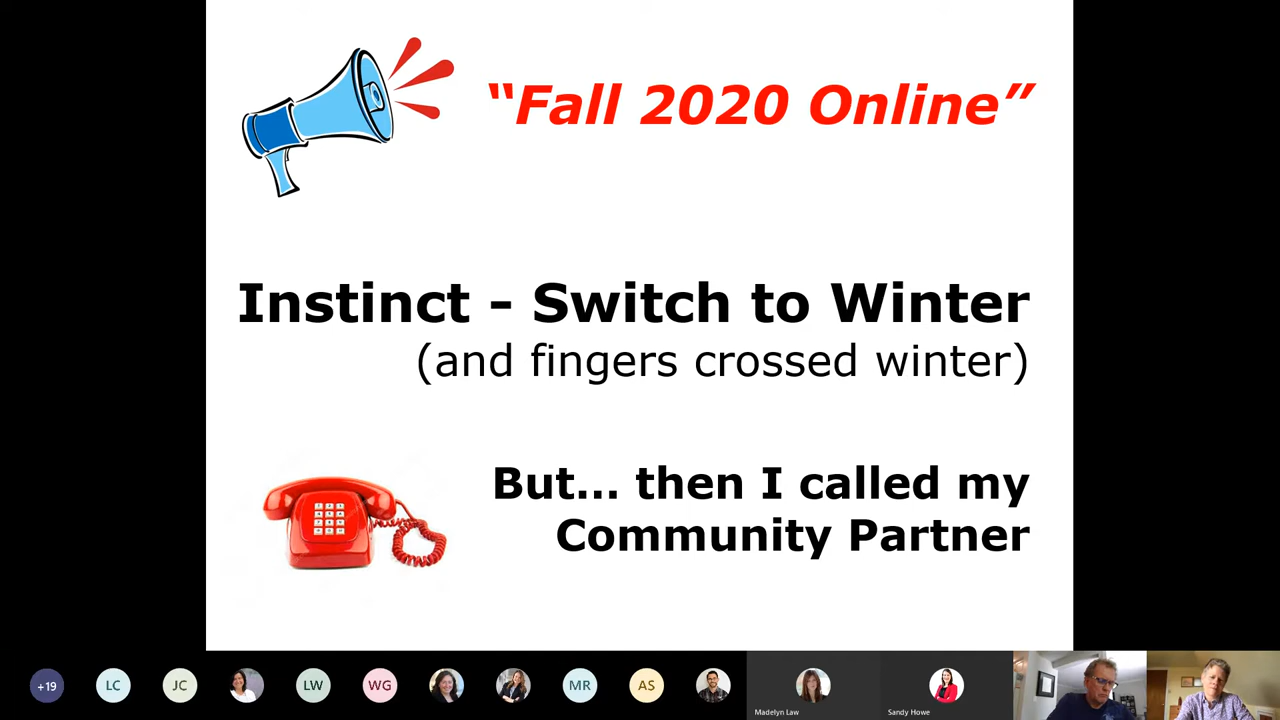 “Fall 2020 Online”
Instinct - Switch to Winter
(and fingers crossed winter)
But... then I called my
Community Partner
+19
LC
JC
LW
WG
MR
AS
Madelyn Law
Sandy Howe